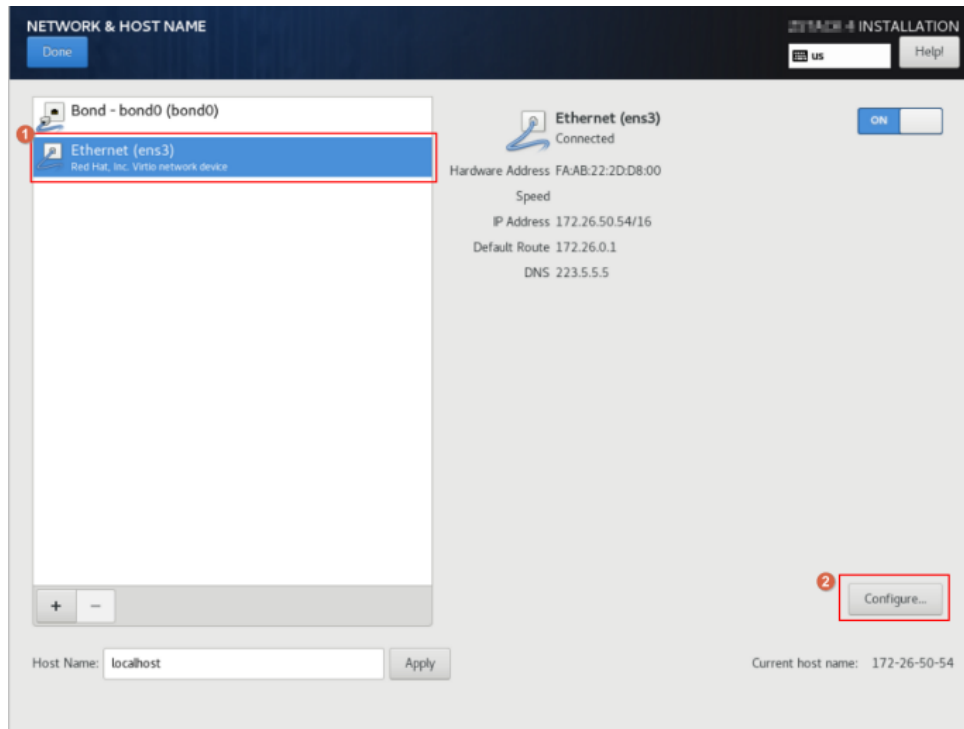 NETWORK & HOST NAME
INSTALLATION
Done
us
Help!
Bond - bond0 (bond0)
1
Ethernet (ens3)
Red Hat, Inc. Virtio network device
Ethernet (ens3)
Connected
ON
Hardware Address FA:AB:22:2D:D8:00
Speed
IP Address 172.26.50.54/16
Default Route 172.26.0.1
DNS 223.5.5.5
+ −
2
Configure...
Host Name: localhost
Apply
Current host name: 172-26-50-54